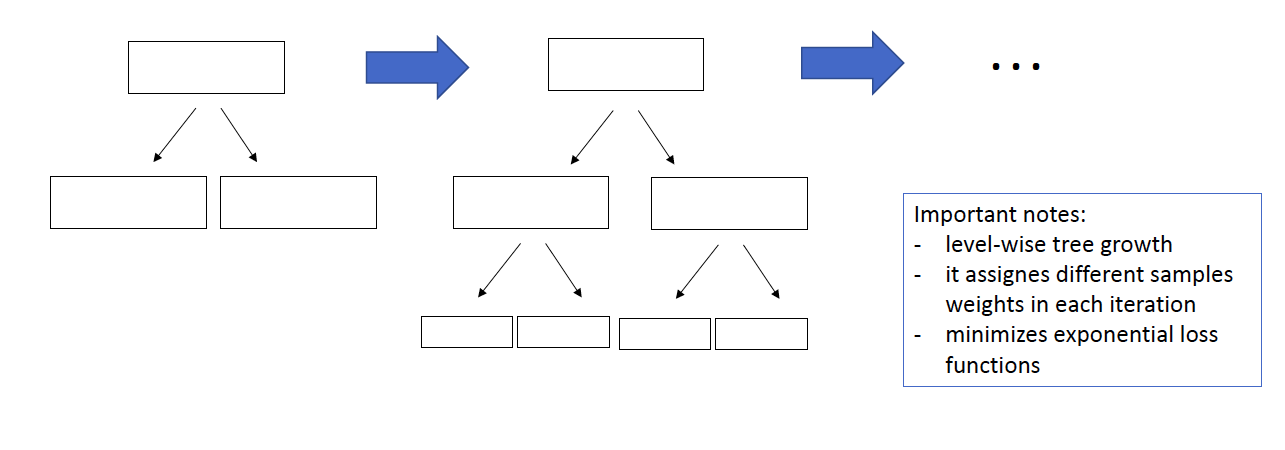 ...
Important notes:
- level-wise tree growth
- it assignes different samples
weights in each iteration
- minimizes exponential loss
functions